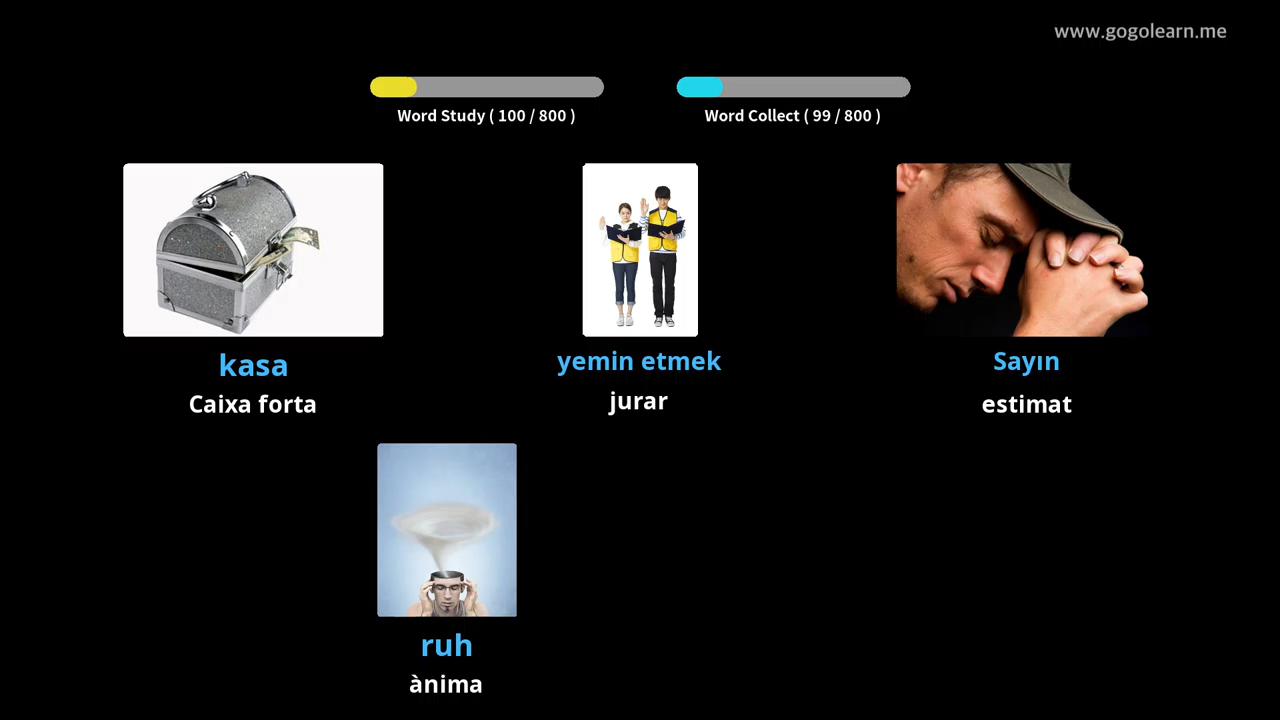 www.gogolearn.me
Word Study ( 100 / 800 )
Word Collect ( 99 / 800 )
kasa
Caixa forta
yemin etmek
jurar
Sayın
estimat
ruh
ànima